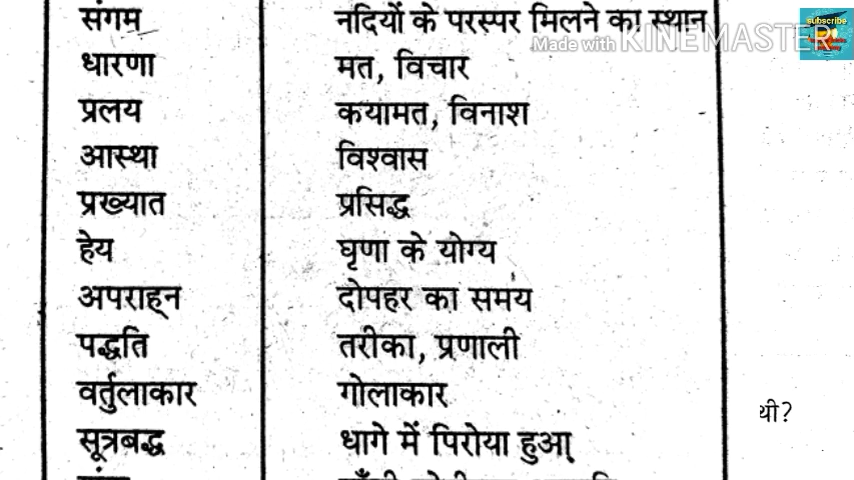 subscribe
Made with KINEMASTER
संगम नदियों के परस्पर मिलने का स्थान
धारणा मत, विचार
प्रलय कयामत, विनाश
आस्था विश्वास
प्रख्यात प्रसिद्ध
हेय घृणा के योग्य
अपराह्न दोपहर का समय
पद्धति तरीका, प्रणाली
वर्तुलाकार गोलाकार
थी?
सूत्रबद्ध धागे में पिरोया हुआ